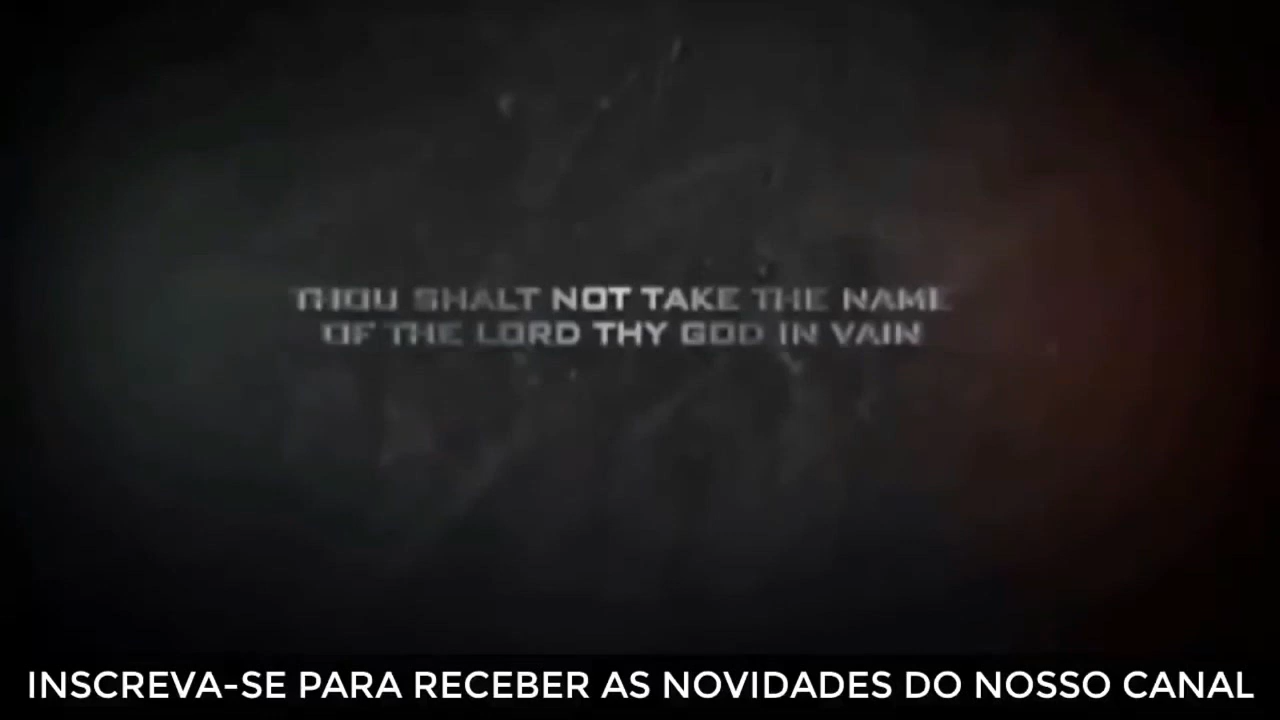 THOU SHALT NOT TAKE THE NAME
OF THE LORD THY GOD IN VAIN
INSCREVA-SE PARA RECEBER AS NOVIDADES DO NOSSO CANAL